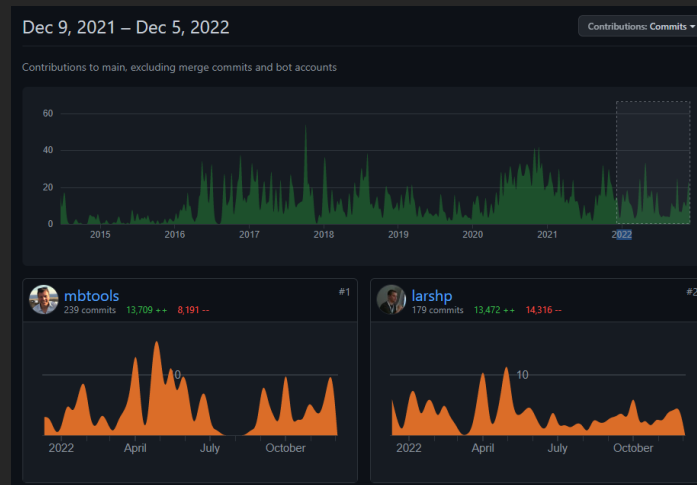 Dec 9, 2021 – Dec 5, 2022
Contributions: Commits
Contributions to main, excluding merge commits and bot accounts
60
40
20
0
2015 2016 2017 2018 2019 2020 2021 2022
mbtools #1
239 commits 13,709 ++ 8,191 --
0
2022 April July October
larshp #2
179 commits 13,472 ++ 14,316 --
10
2022 April July October